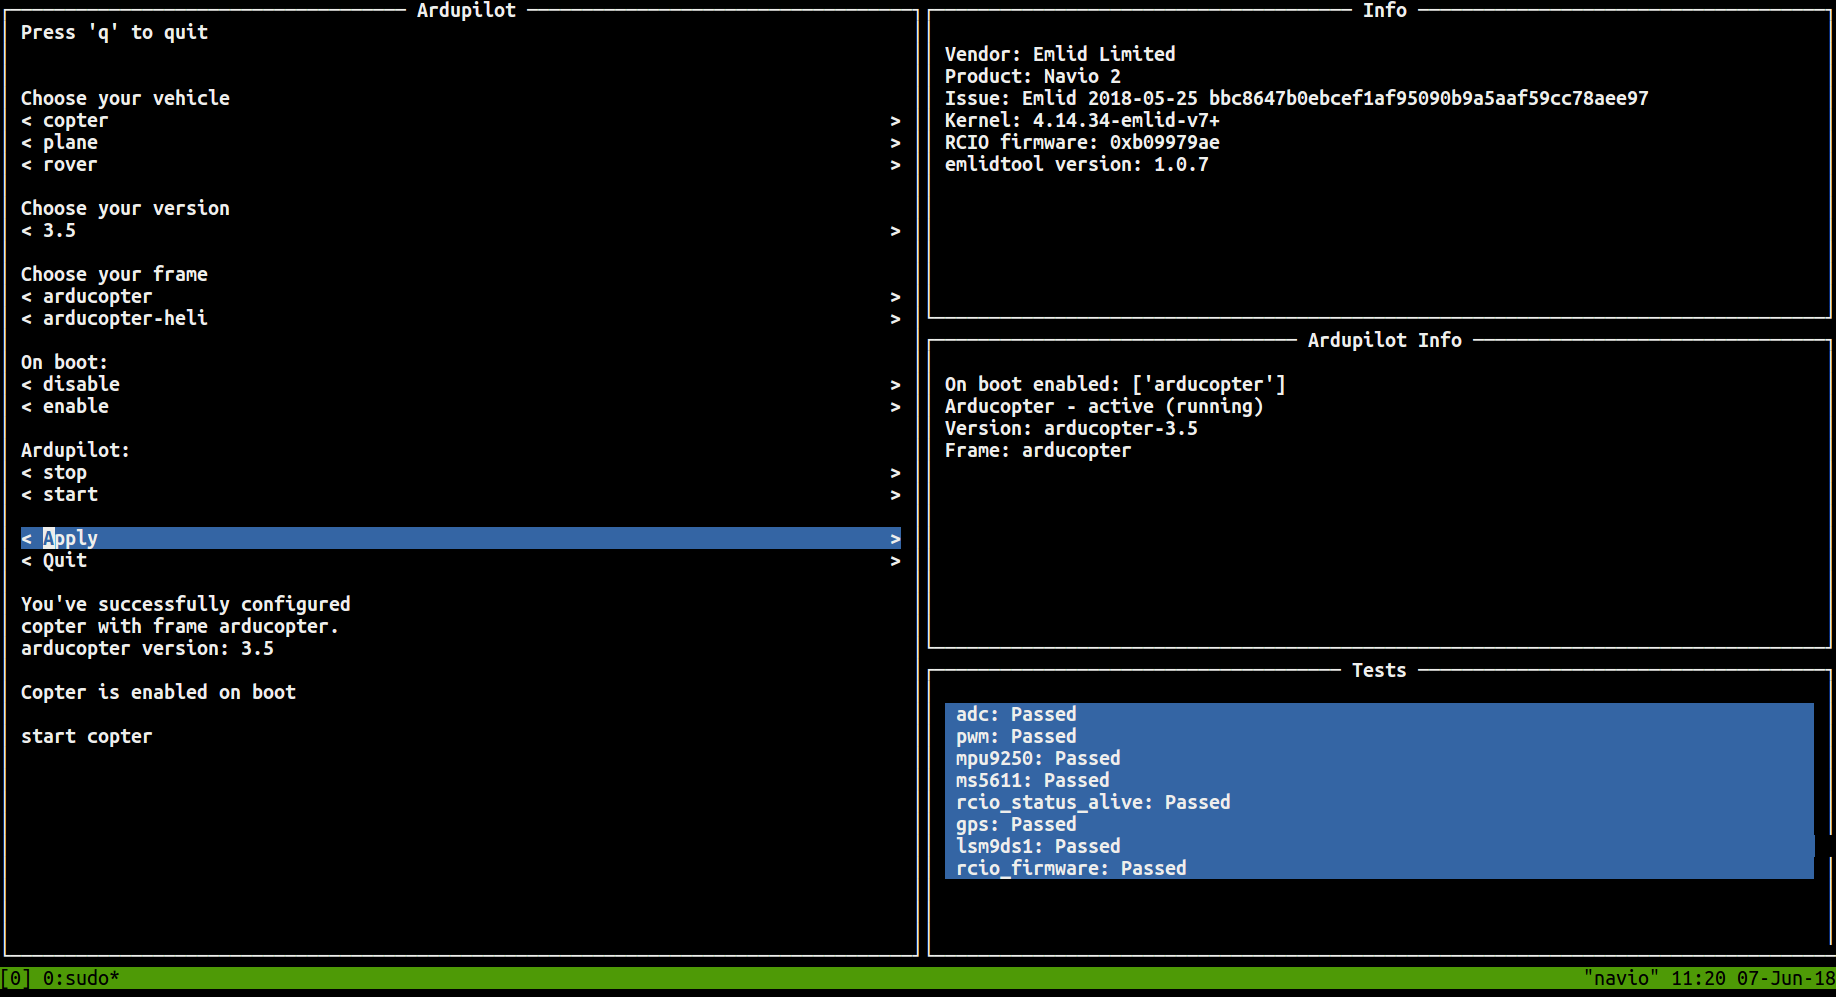 Ardupilot
Press 'q' to quit
Choose your vehicle
< copter >
< plane >
< rover >
Choose your version
< 3.5 >
Choose your frame
< arducopter >
< arducopter-heli >
On boot:
< disable >
< enable >
Ardupilot:
< stop >
< start >
< Apply >
< Quit >
You've successfully configured
copter with frame arducopter.
arducopter version: 3.5
Copter is enabled on boot
start copter
Info
Vendor: Emlid Limited
Product: Navio 2
Issue: Emlid 2018-05-25 bbc8647b0ebcef1af95090b9a5aaf59cc78aee97
Kernel: 4.14.34-emlid-v7+
RCIO firmware: 0xb09979ae
emlidtool version: 1.0.7
Ardupilot Info
On boot enabled: ['arducopter']
Arducopter - active (running)
Version: arducopter-3.5
Frame: arducopter
Tests
adc: Passed
pwm: Passed
mpu9250: Passed
ms5611: Passed
rcio_status_alive: Passed
gps: Passed
lsm9ds1: Passed
rcio_firmware: Passed
[0] 0:sudo* "navio" 11:20 07-Jun-18